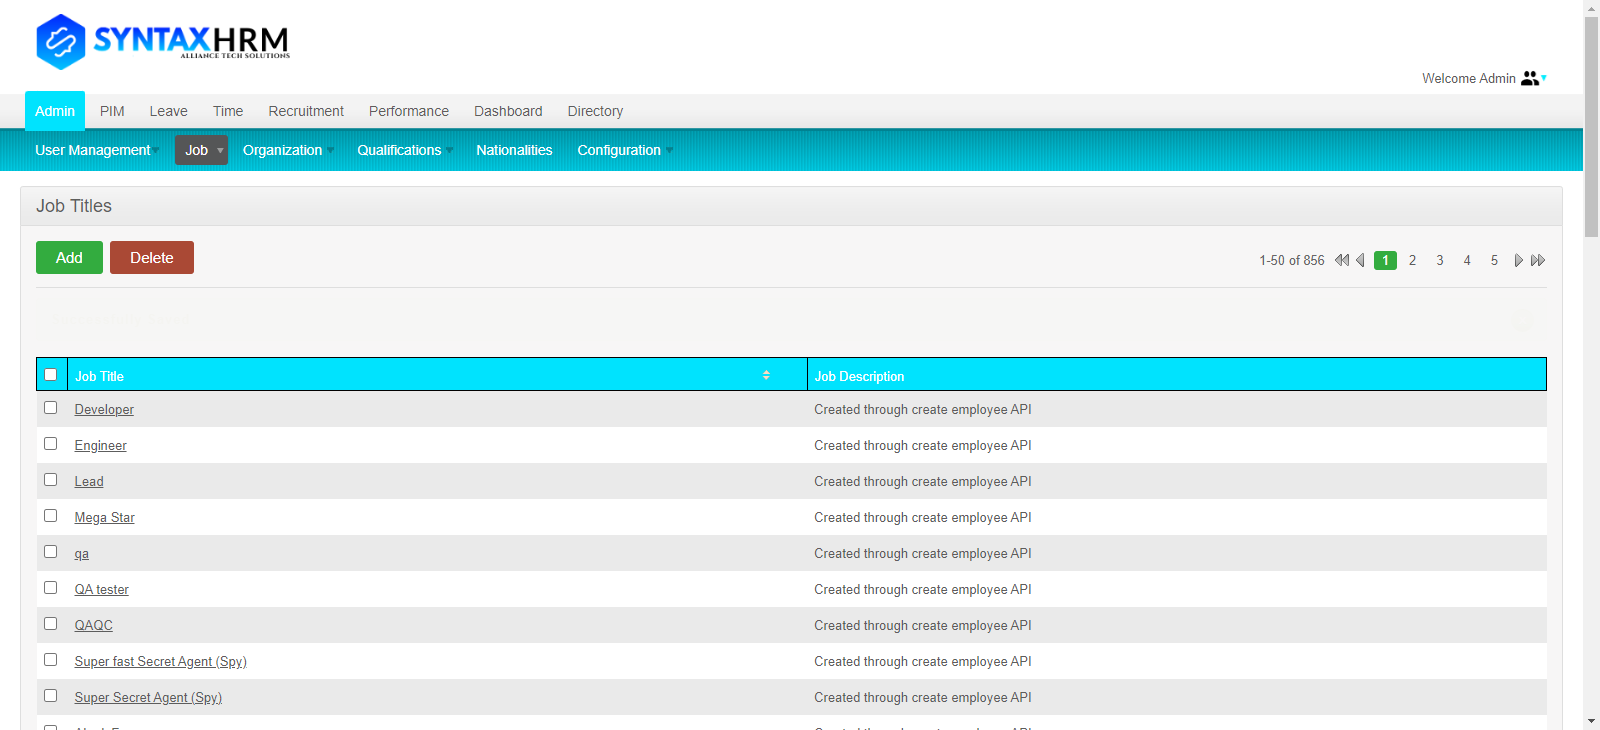 SYNTAXHRM
ALLIANCE TECH SOLUTIONS
Welcome Admin
Admin PIM Leave Time Recruitment Performance Dashboard Directory
User Management Job Organization Qualifications Nationalities Configuration
Job Titles
Add Delete 1-50 of 856 1 2 3 4 5
Job Title Job Description
Developer Created through create employee API
Engineer Created through create employee API
Lead Created through create employee API
Mega Star Created through create employee API
qa Created through create employee API
QA tester Created through create employee API
QAQC Created through create employee API
Super fast Secret Agent (Spy) Created through create employee API
Super Secret Agent (Spy) Created through create employee API
Created through create employee API